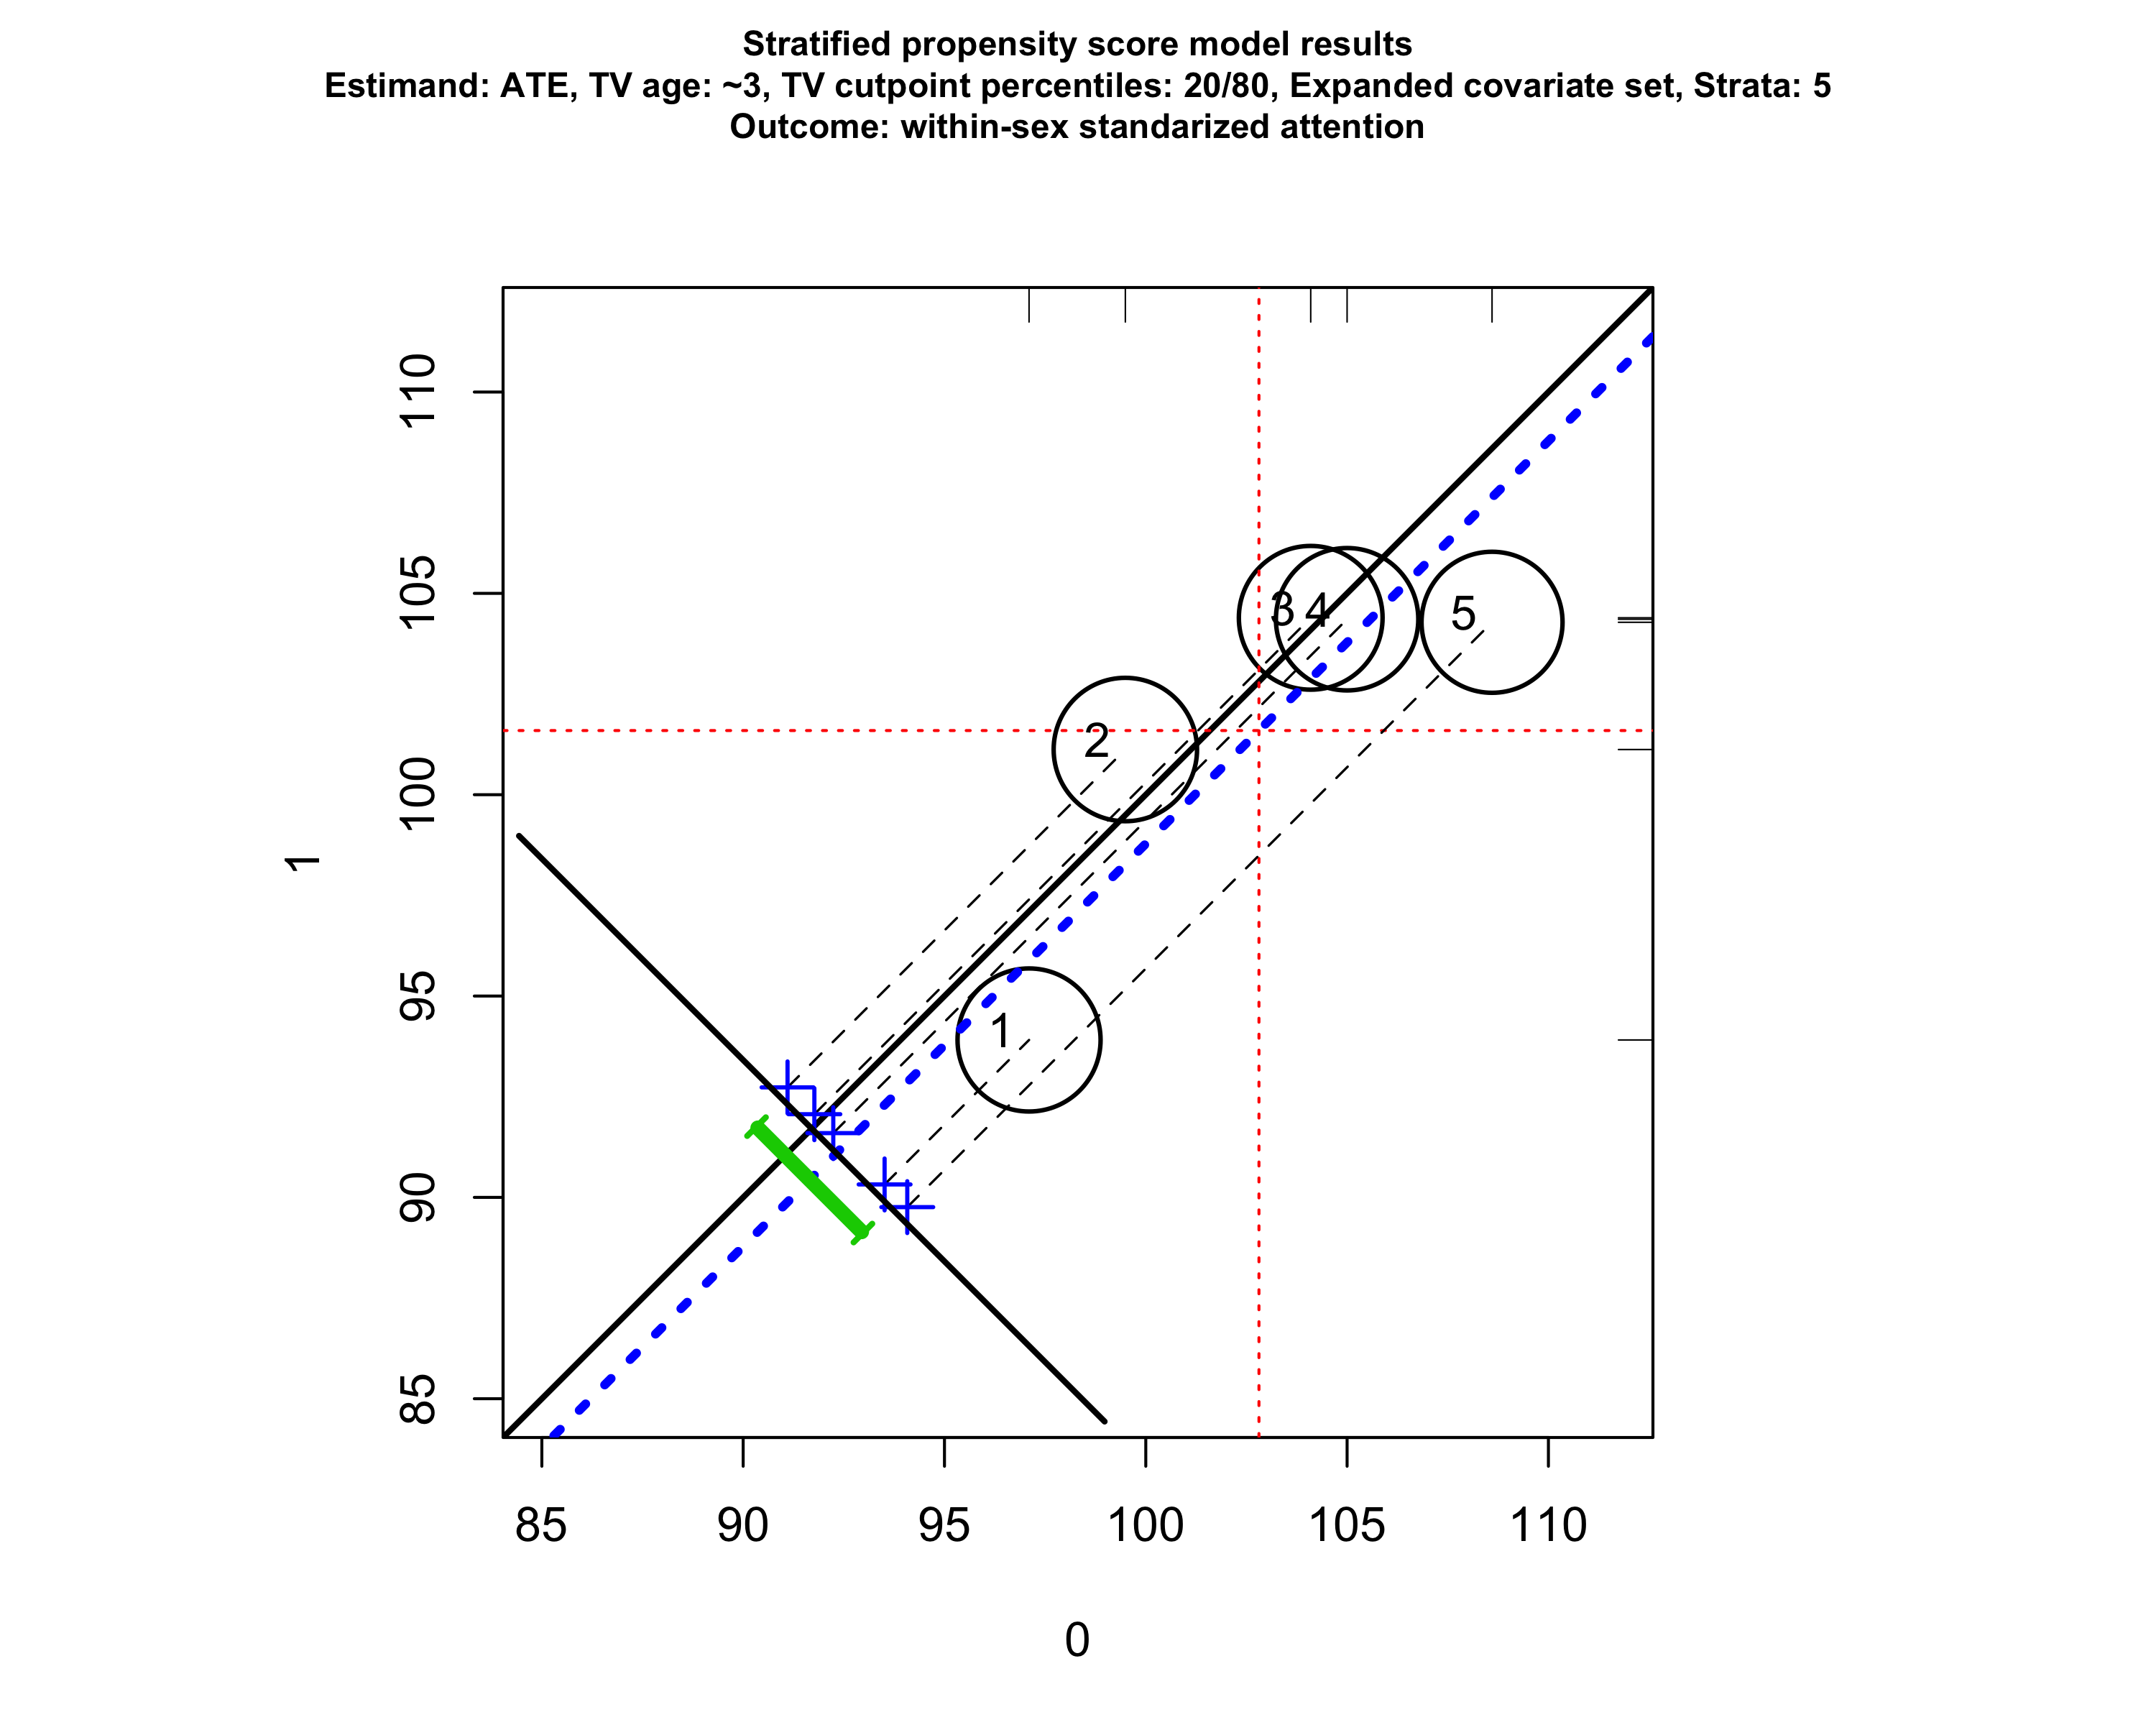 Stratified propensity score model results
Estimand: ATE, TV age: ~3, TV cutpoint percentiles: 20/80, Expanded covariate set, Strata: 5
Outcome: within-sex standarized attention
110
105
100
95
90
85
1
3 4 5
2
1
85 90 95 100 105 110
0